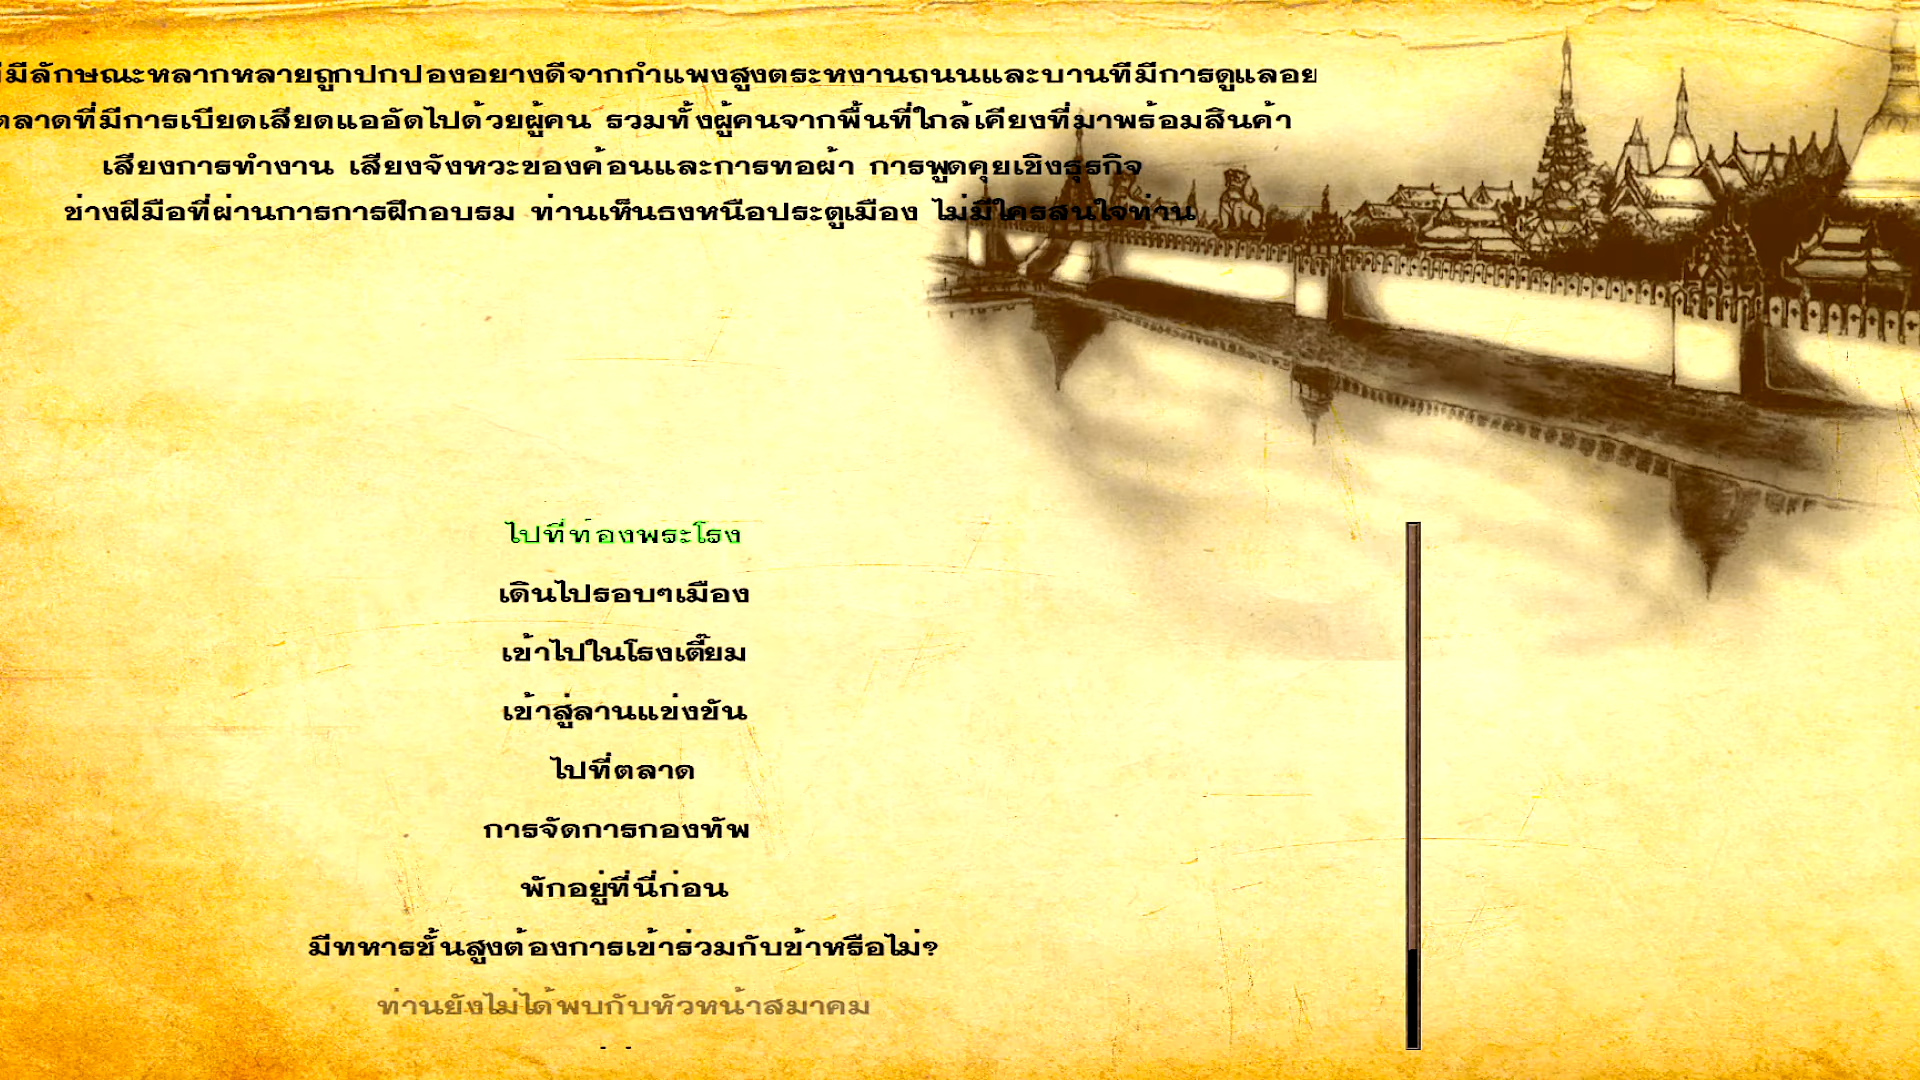 มีลักษณะหลากหลายถูกปกป้องอย่างดีจากกำแพงสูงตระหง่านถนนและบ้านที่มีการดูแลอย
ตลาดที่มีการเบียดเสียดแออัดไปด้วยผู้คน รวมทั้งผู้คนจากพื้นที่ใกล้เคียงที่มาพร้อมสินค้า
เสียงการทำงาน เสียงจังหวะของค้อนและการทอผ้า การพูดคุยเชิงธุรกิจ
ช่างฝีมือที่ผ่านการการฝึกอบรม ท่านเห็นธงหนือประตูเมือง ไม่มีใครสนใจท่าน
ไปที่ท้องพระโรง
เดินไปรอบๆเมือง
เข้าไปในโรงเตี๊ยม
เข้าสู่ลานแข่งขัน
ไปที่ตลาด
การจัดการกองทัพ
พักอยู่ที่นี่ก่อน
มีทหารชั้นสูงต้องการเข้าร่วมกับข้าหรือไม่?
ท่านยังไม่ได้พบกับหัวหน้าสมาคม